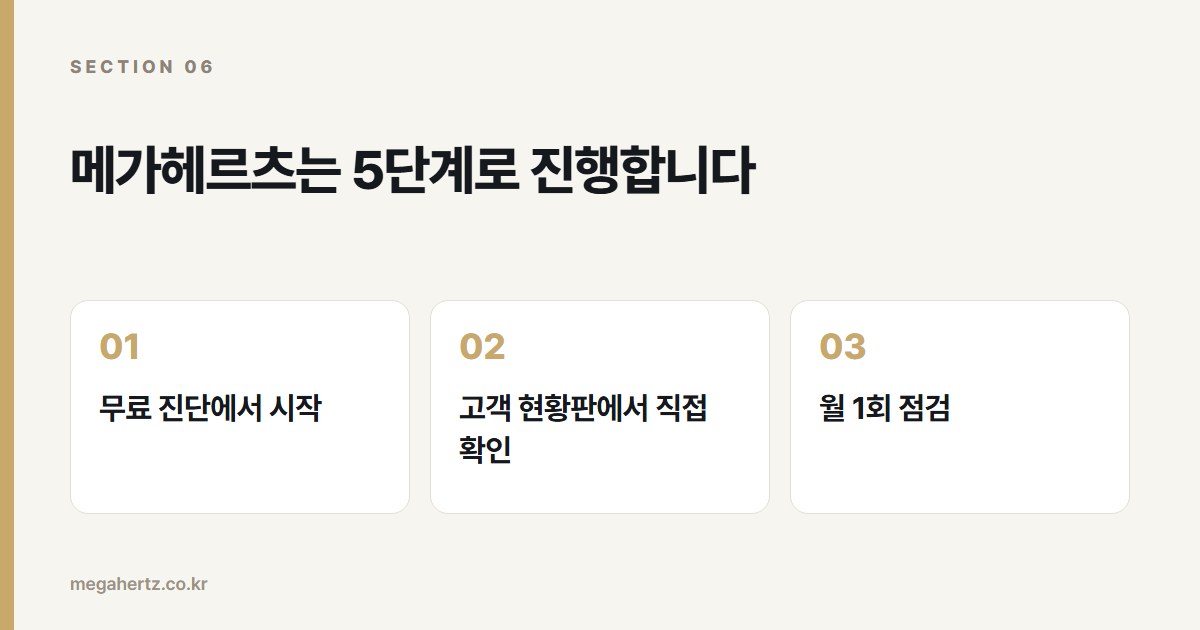 SECTION 06
메가헤르츠는 5단계로 진행합니다
01
무료 진단에서 시작
02
고객 현황판에서 직접
확인
03
월 1회 점검
megahertz.co.kr